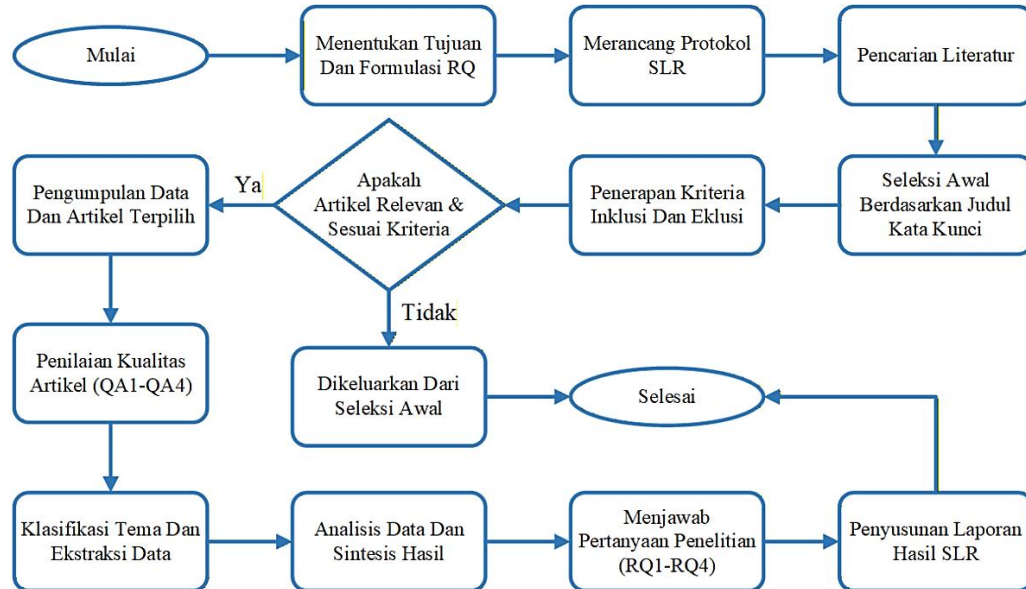 Mulai
Menentukan Tujuan
Dan Formulasi RQ
Merancang Protokol
SLR
Pencarian Literatur
Seleksi Awal
Berdasarkan Judul
Kata Kunci
Penerapan Kriteria
Inklusi Dan Eklusi
Apakah
Artikel Relevan &
Sesuai Kriteria
Ya
Pengumpulan Data
Dan Artikel Terpilih
Tidak
Dikeluarkan Dari
Seleksi Awal
Selesai
Penilaian Kualitas
Artikel (QA1-QA4)
Klasifikasi Tema Dan
Ekstraksi Data
Analisis Data Dan
Sintesis Hasil
Menjawab
Pertanyaan Penelitian
(RQ1-RQ4)
Penyusunan Laporan
Hasil SLR